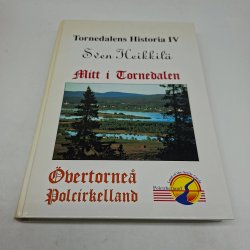 Tornedalens Historia IV
Sven Heikkilä
Mitt i Tornedalen
Övertorneå
Polcirkelland